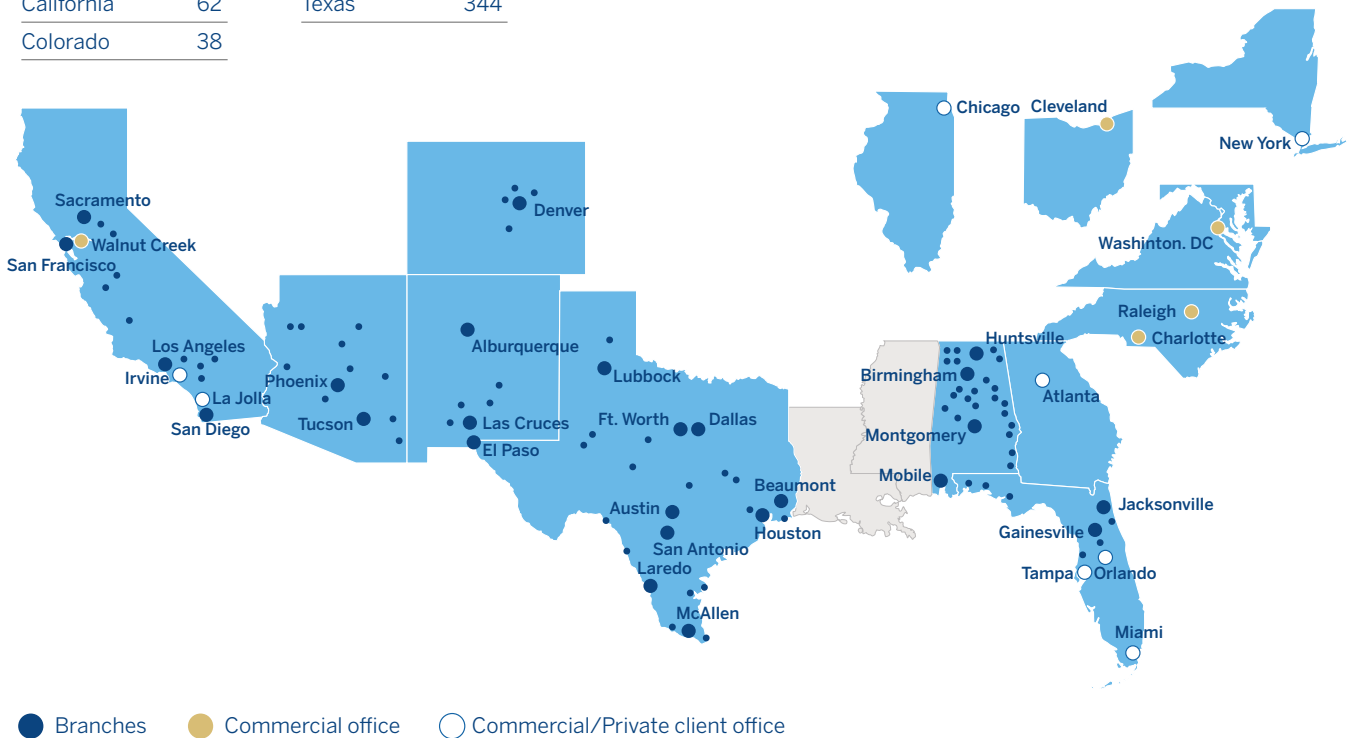 California 62
Texas 344
Colorado 38
Chicago
Cleveland
New York
Sacramento
Denver
Walnut Creek
San Francisco
Washinton. DC
Raleigh
Charlotte
Huntsville
Los Angeles
Alburquerque
Irvine
Phoenix
Lubbock
Birmingham
Atlanta
La Jolla
San Diego
Tucson
Las Cruces
Ft. Worth
Dallas
El Paso
Montgomery
Mobile
Beaumont
Austin
Houston
San Antonio
Jacksonville
Gainesville
Laredo
Tampa
Orlando
McAllen
Miami
Branches
Commercial office
Commercial/Private client office